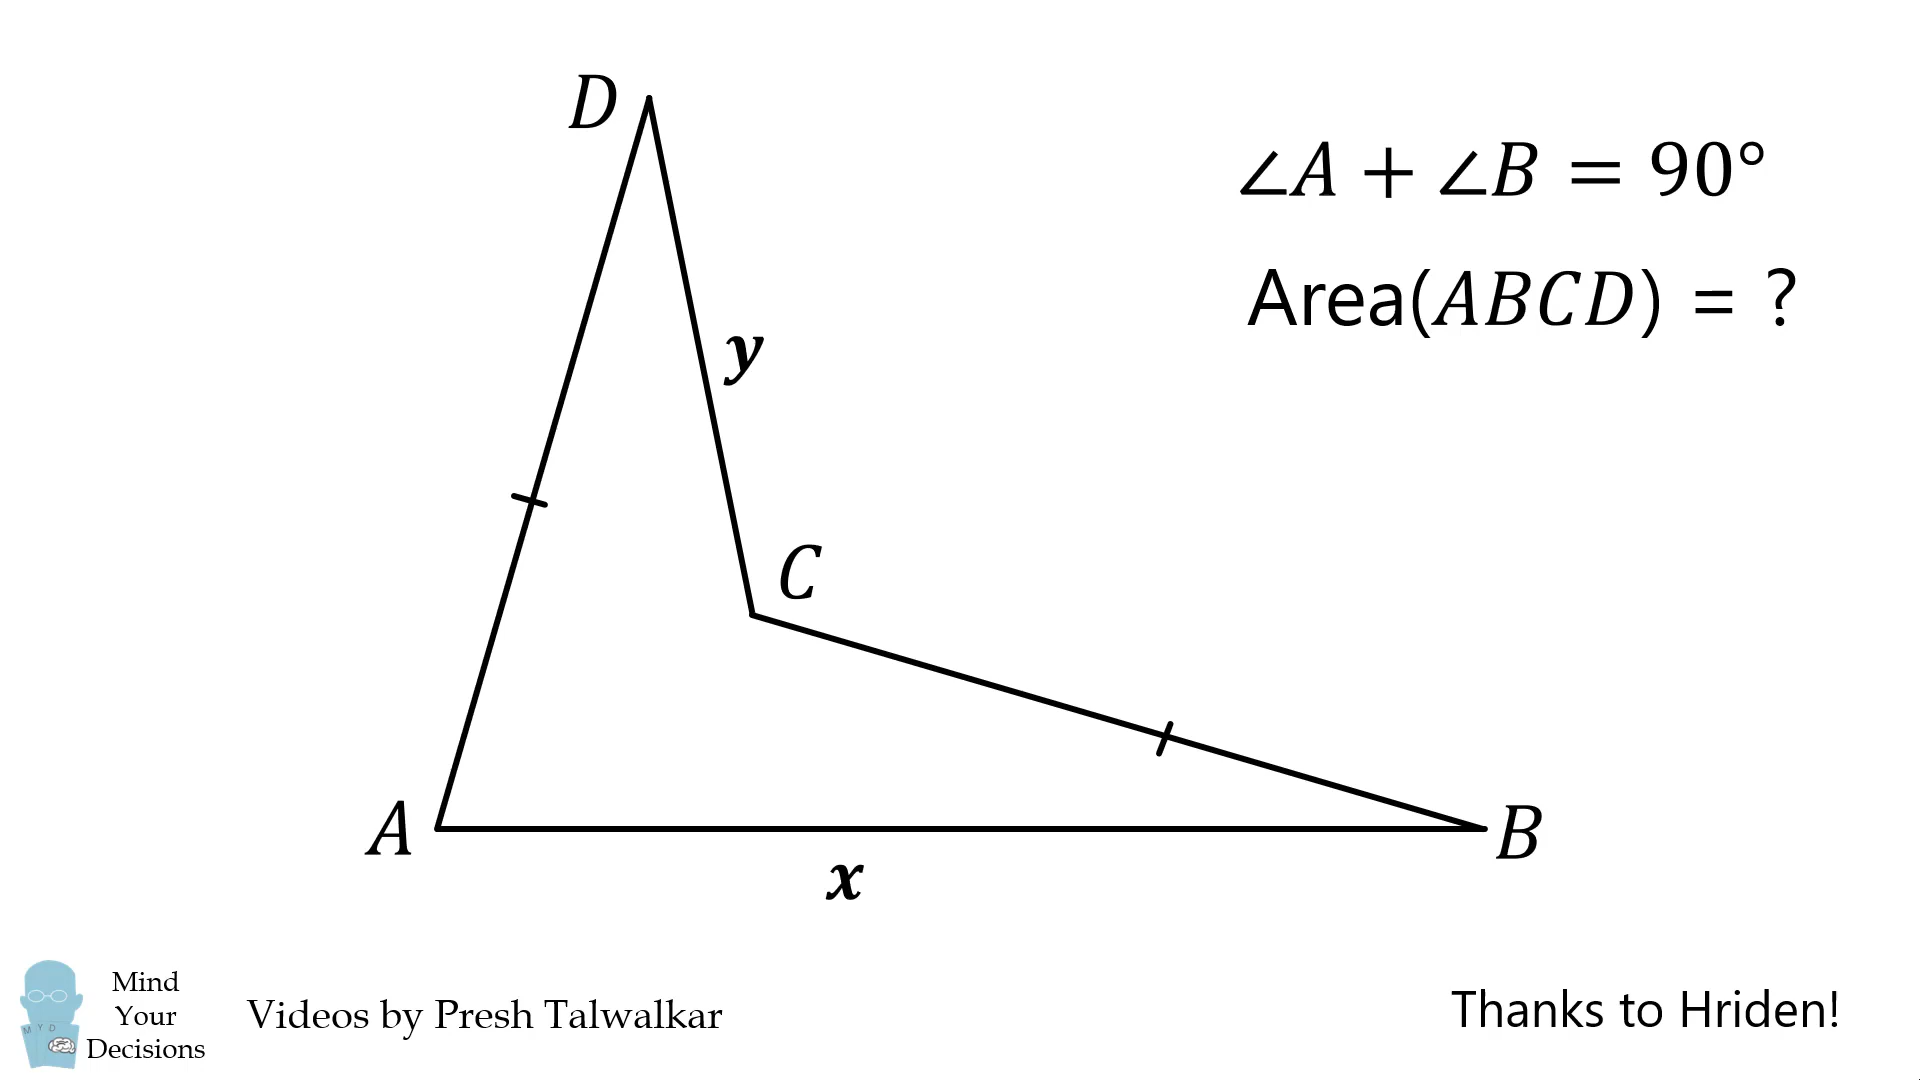 D
∠A + ∠B = 90°
Area(ABCD) = ?
y
C
A
B
x
Mind
Your
Decisions
M Y D
Videos by Presh Talwalkar
Thanks to Hriden!